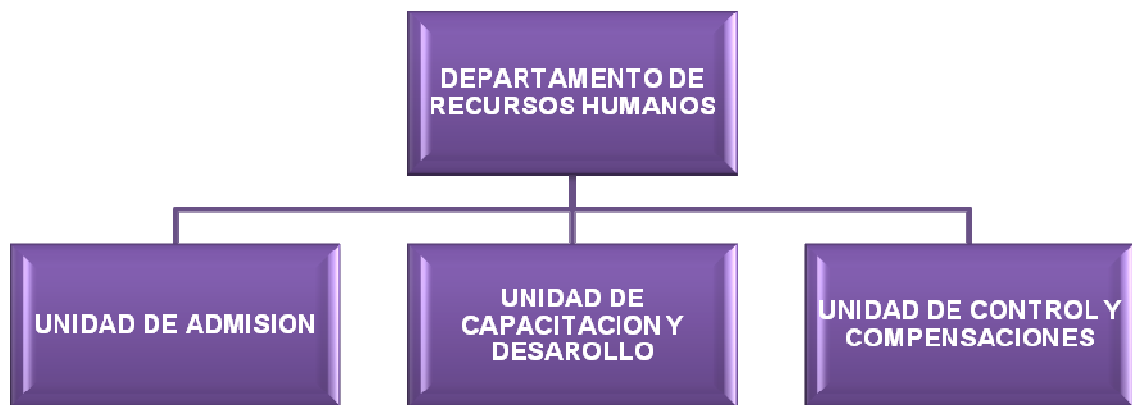 DEPARTAMENTO DE
RECURSOS HUMANOS
UNIDAD DE ADMISION
UNIDAD DE
CAPACITACION Y
DESAROLLO
UNIDAD DE CONTROL Y
COMPENSACIONES